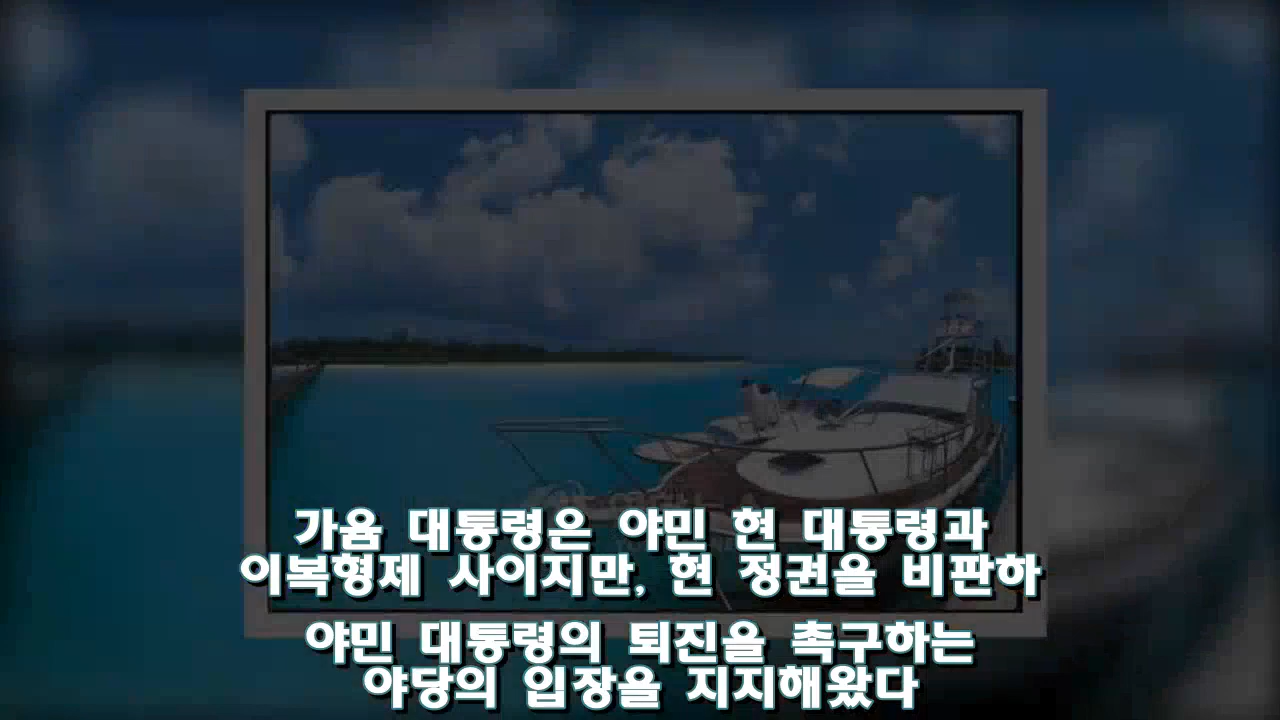 가윰 대통령은 야민 현 대통령과
이복형제 사이지만, 현 정권을 비판하
야민 대통령의 퇴진을 촉구하는
야당의 입장을 지지해왔다